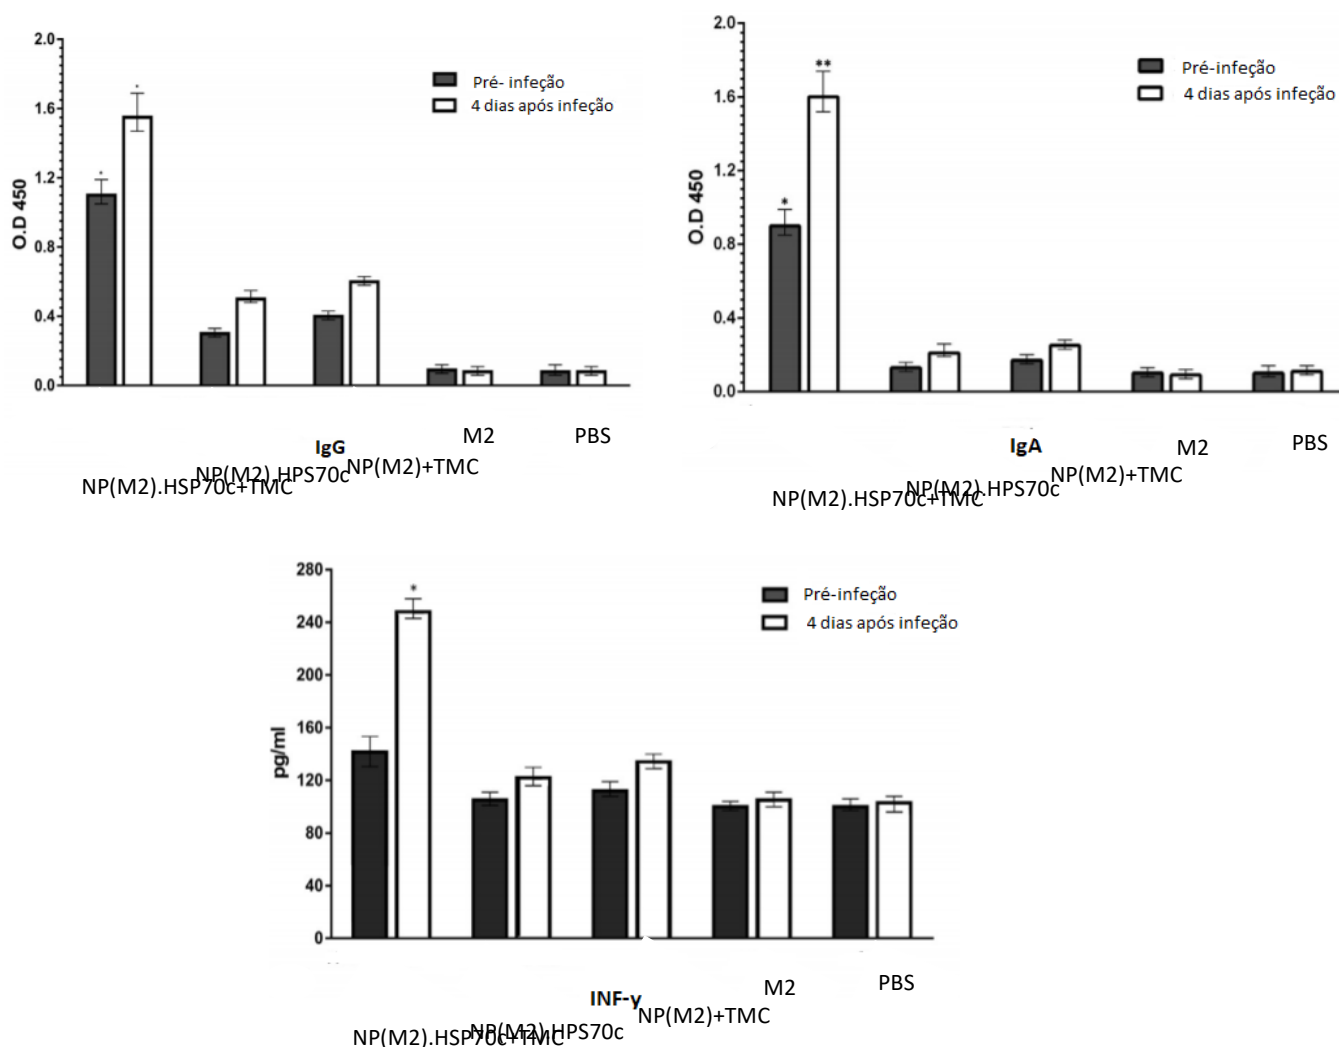 2.0
1.6
1.2
0.8
0.4
0.0
O.D 450
Pré- infeção
4 dias após infeção
*
*
IgG
M2
PBS
NP(M2).HSP70c+TMC
NP(M2).HPS70c
NP(M2)+TMC
2.0
1.6
1.2
0.8
0.4
0.0
O.D 450
Pré-infeção
4 dias após infeção
*
**
IgA
M2
PBS
NP(M2).HSP70c+TMC
NP(M2).HPS70c
NP(M2)+TMC
280
240
200
160
120
80
40
0
pg/ml
Pré-infeção
4 dias após infeção
*
INF-y
M2
PBS
NP(M2).HSP70c+TMC
NP(M2).HPS70c
NP(M2)+TMC